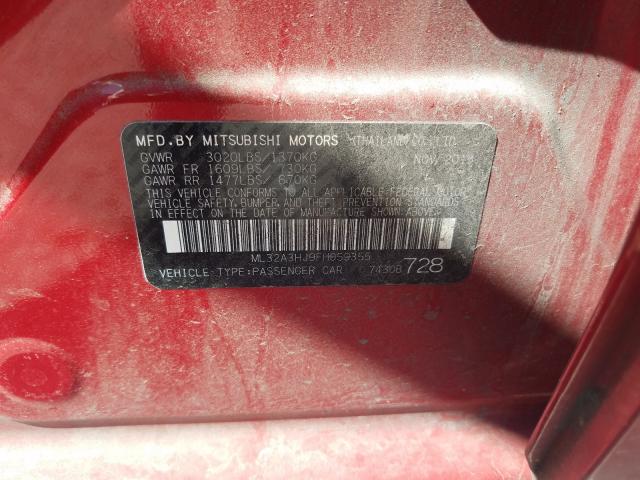 MFD.BY MITSUBISHI MOTORS (THAILAND)CO.,LTD.
GVWR 3020LBS/1370KG NOV
GAWR FR 1609LBS/730KG
GAWR RR 1477LBS/670KG
THIS VEHICLE CONFORMS TO ALL APPLICABLE FEDERAL MOTOR
VEHICLE SAFETY,BUMPER,AND THEFT PREVENTION STANDARDS
IN EFFECT ON THE DATE OF MANUFACTURE SHOWN ABOVE.
ML32A3HJ9FH059355
VEHICLE TYPE:PASSENGER CAR 74308 728